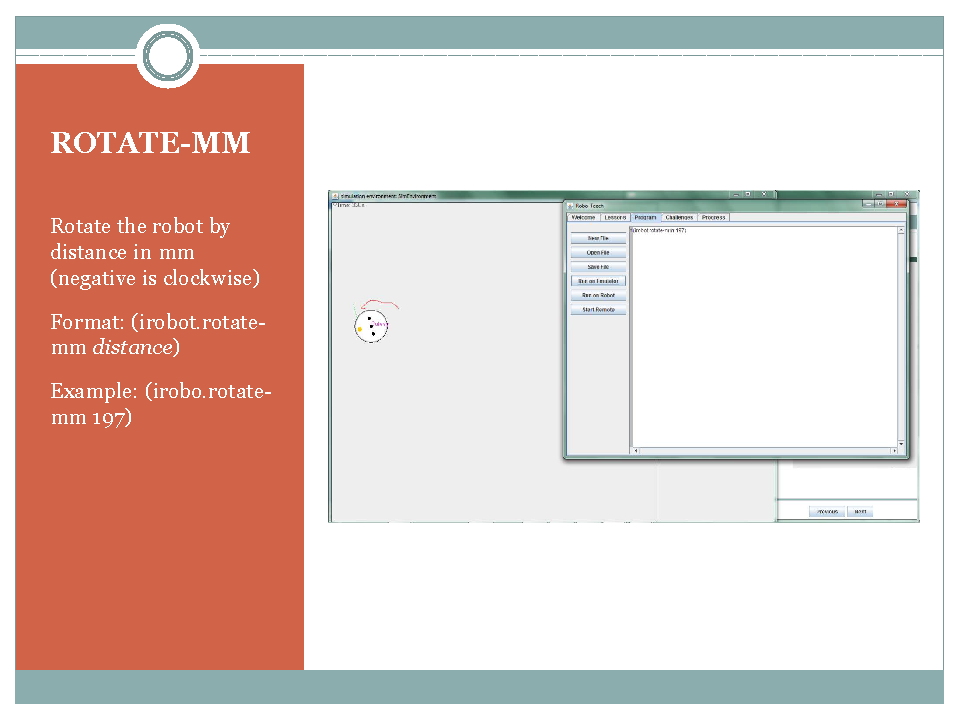 ROTATE-MM
Rotate the robot by
distance in mm
(negative is clockwise)
Format: (irobot.rotate-
mm distance)
Example: (irobo.rotate-
mm 197)
simulation environment: SimEnvironment
Robo Teach
Welcome Lessons Program Challenges Progress
(irobot.rotate-mm 197)
New File
Open File
Save File
Run on Emulator
Run on Robot
Start Remote
Previous Next